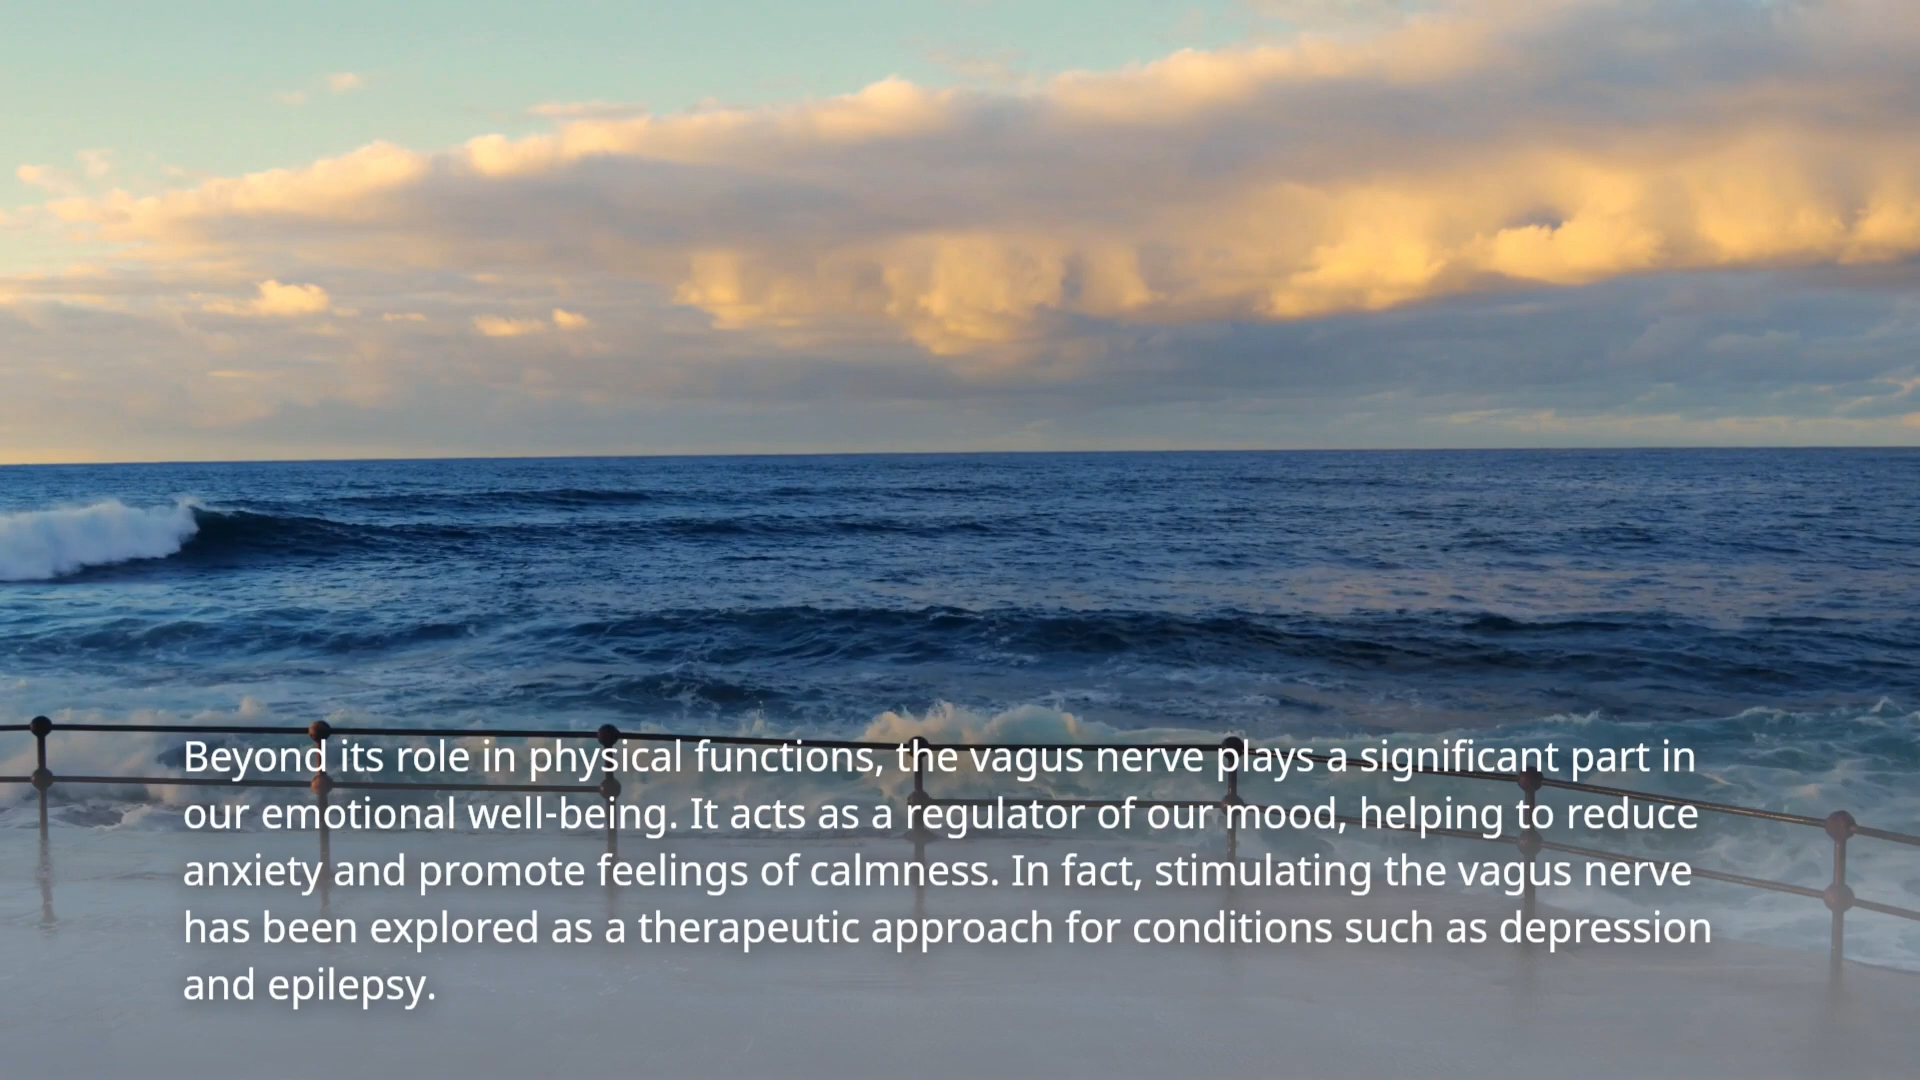 Beyond its role in physical functions, the vagus nerve plays a significant part in
our emotional well-being. It acts as a regulator of our mood, helping to reduce
anxiety and promote feelings of calmness. In fact, stimulating the vagus nerve
has been explored as a therapeutic approach for conditions such as depression
and epilepsy.